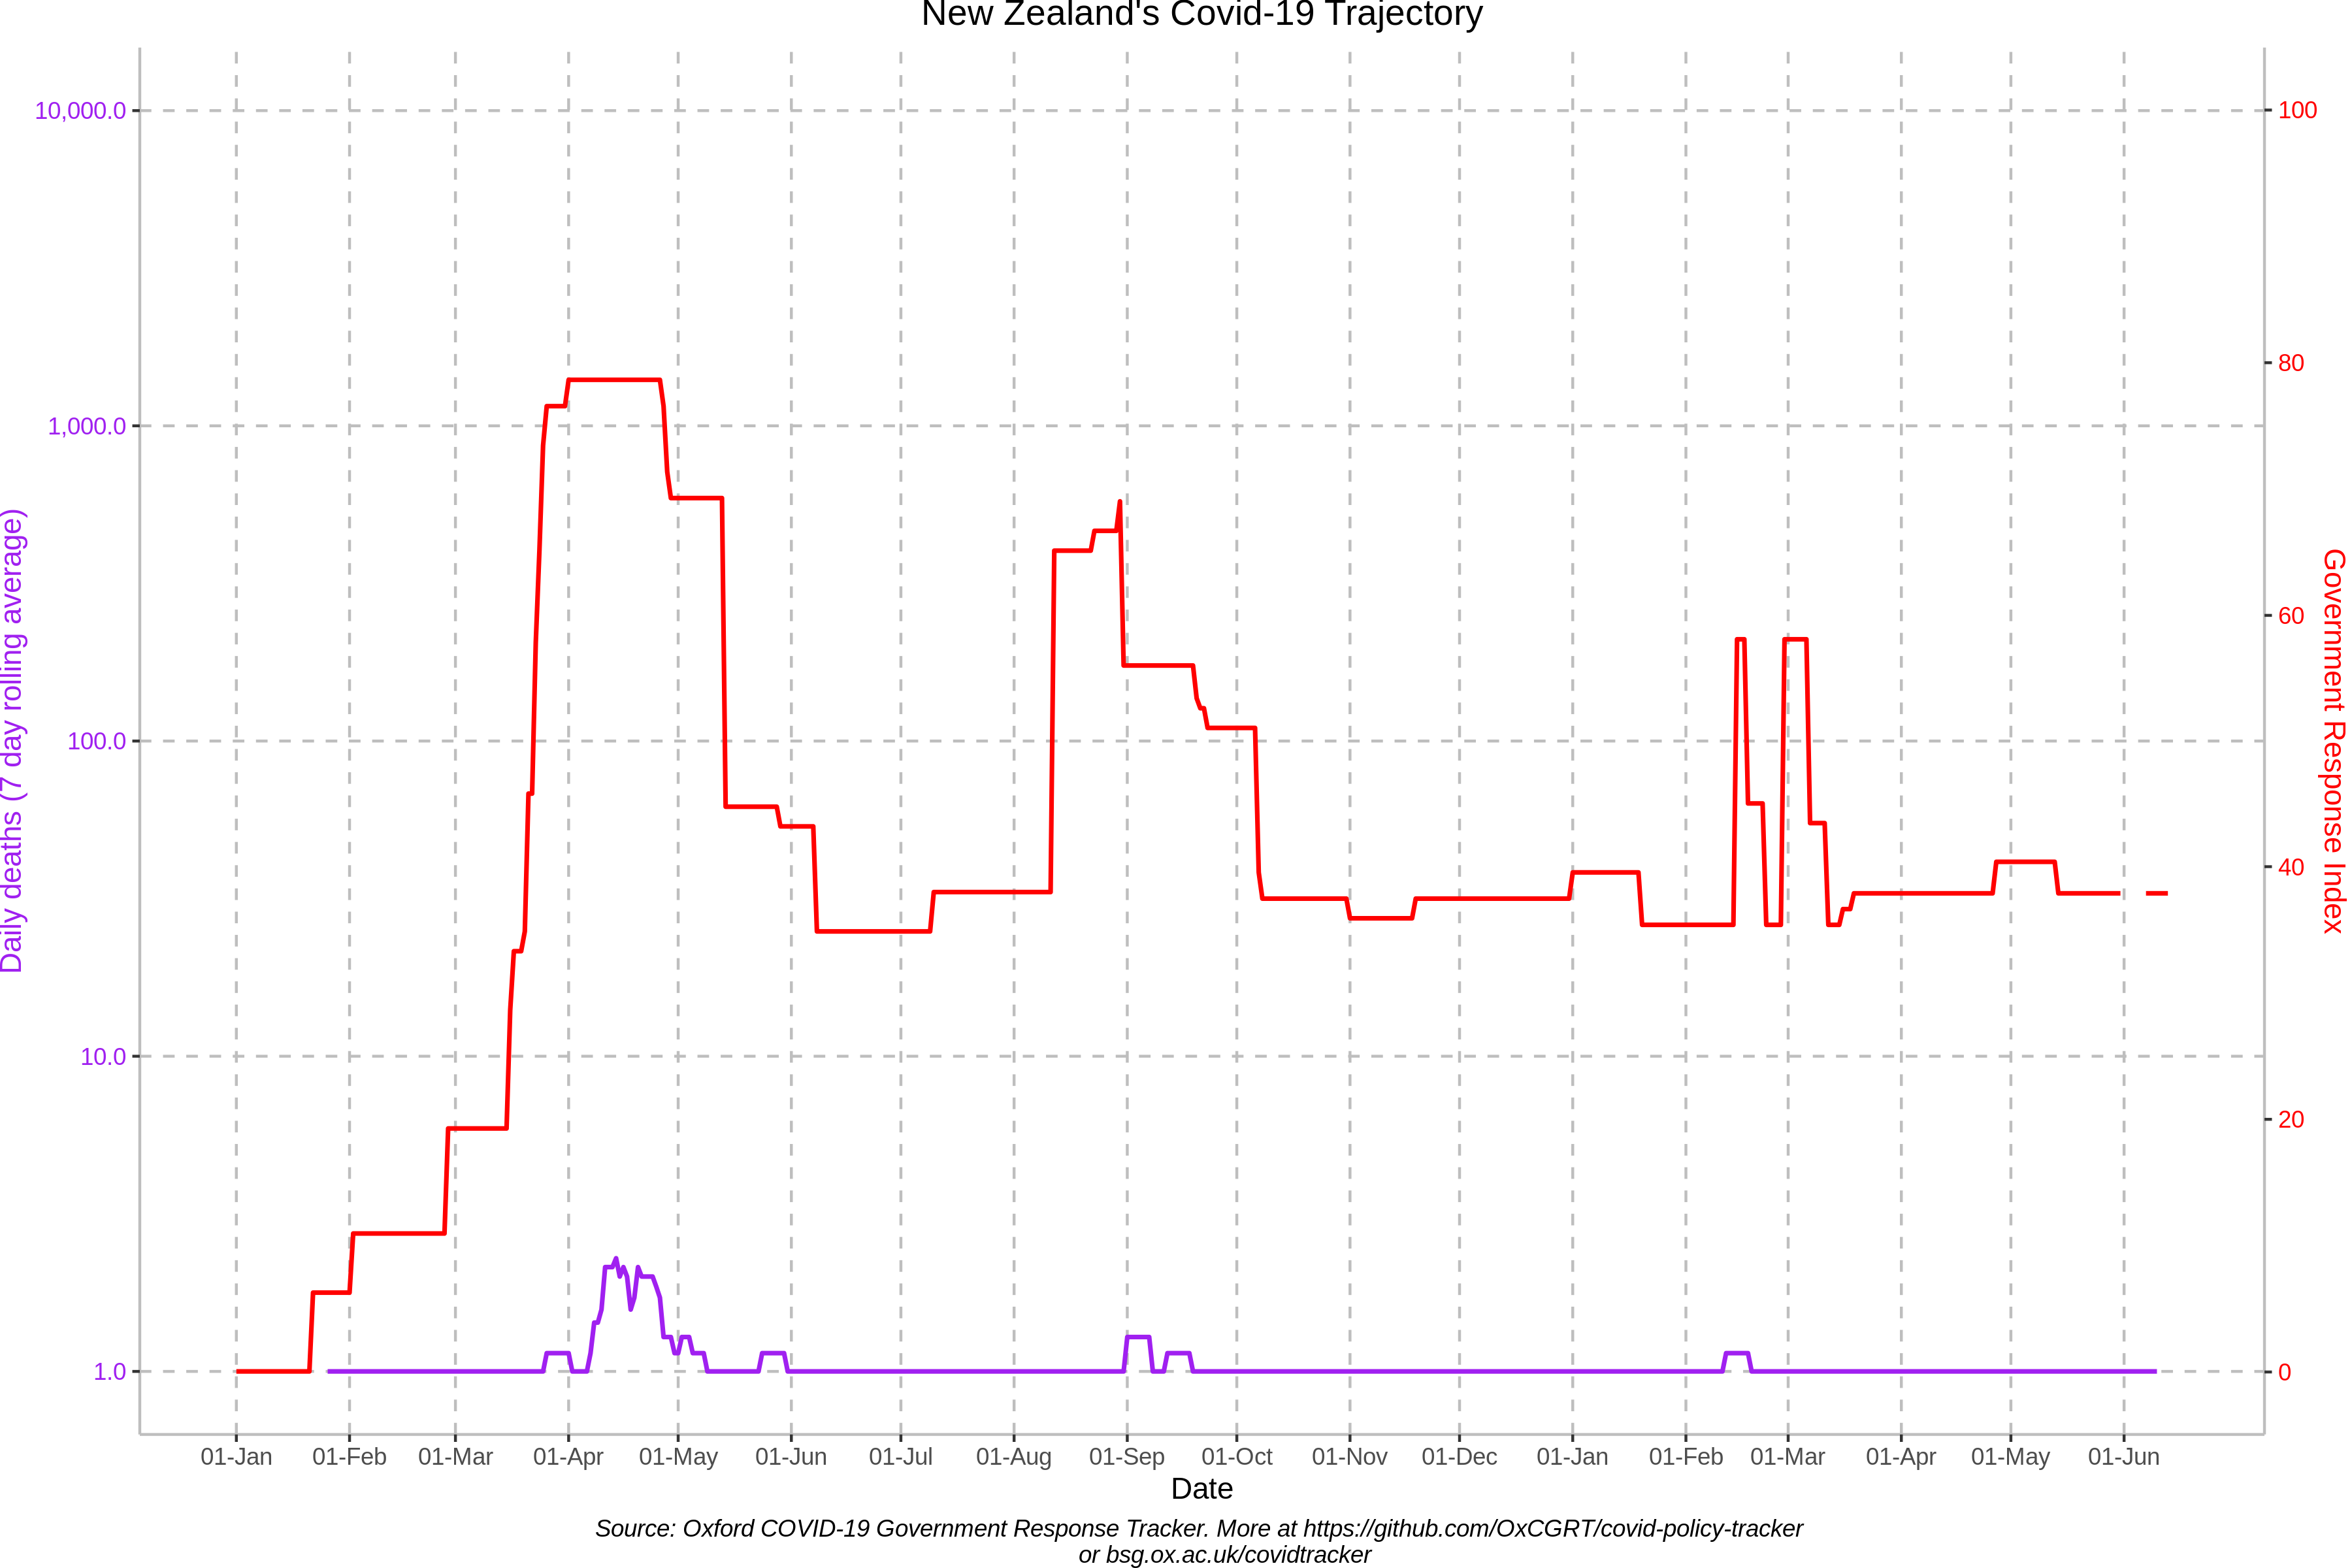 New Zealand's Covid-19 Trajectory
10,000.0
1,000.0
100.0
10.0
1.0
Daily deaths (7 day rolling average)
100
80
60
40
20
0
Government Response Index
01-Jan 01-Feb 01-Mar 01-Apr 01-May 01-Jun 01-Jul 01-Aug 01-Sep 01-Oct 01-Nov 01-Dec 01-Jan 01-Feb 01-Mar 01-Apr 01-May 01-Jun
Date
Source: Oxford COVID-19 Government Response Tracker. More at https://github.com/OxCGRT/covid-policy-tracker
or bsg.ox.ac.uk/covidtracker